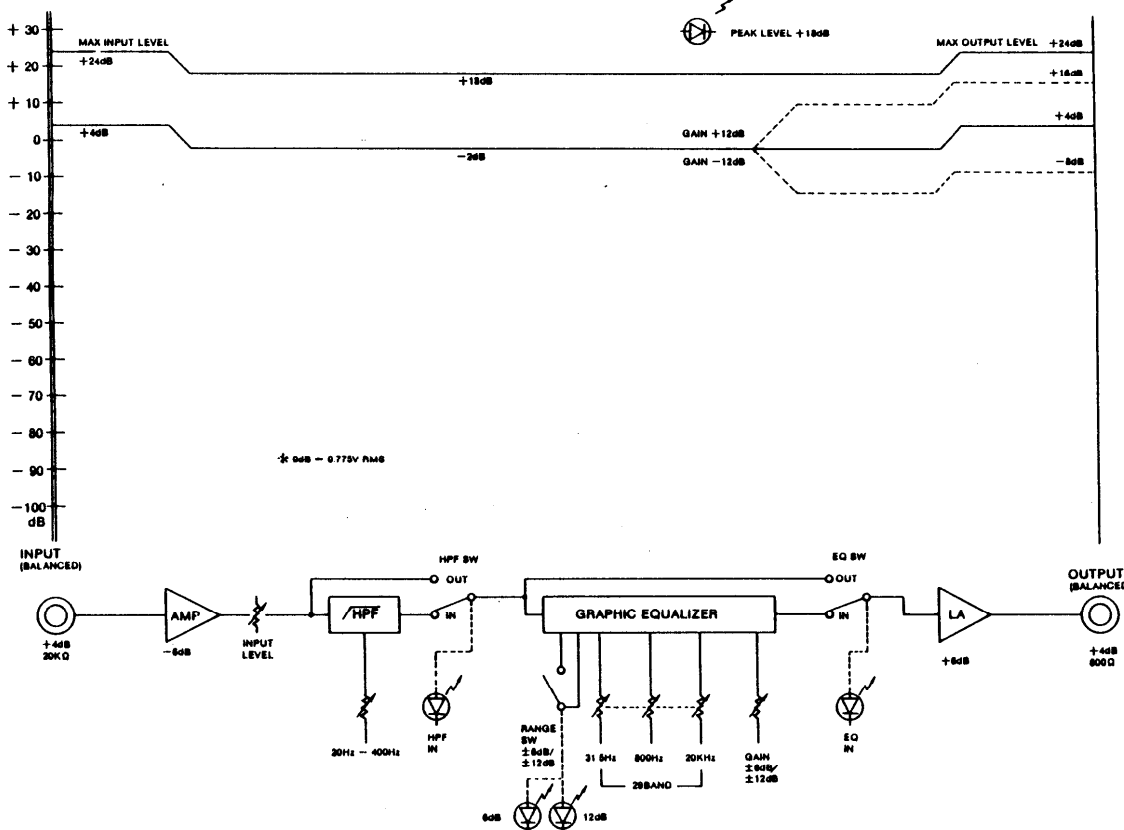 + 30
+ 20
+ 10
0
− 10
− 20
− 30
− 40
− 50
− 60
− 70
− 80
− 90
−100
dB
MAX INPUT LEVEL
+24dB
+4dB
PEAK LEVEL +18dB
+18dB
−2dB
GAIN +12dB
GAIN −12dB
MAX OUTPUT LEVEL +24dB
+16dB
+4dB
−8dB
* 0dB = 0.775V RMS
INPUT
(BALANCED)
+4dB
20KΩ
AMP
−6dB
INPUT
LEVEL
HPF
20Hz − 400Hz
HPF SW
OUT
IN
HPF
IN
GRAPHIC EQUALIZER
RANGE
SW
±6dB/
±12dB
6dB
12dB
31.5Hz
800Hz
20KHz
29BAND
GAIN
±6dB/
±12dB
EQ SW
OUT
IN
EQ
IN
LA
+6dB
OUTPUT
(BALANCED)
+4dB
600Ω